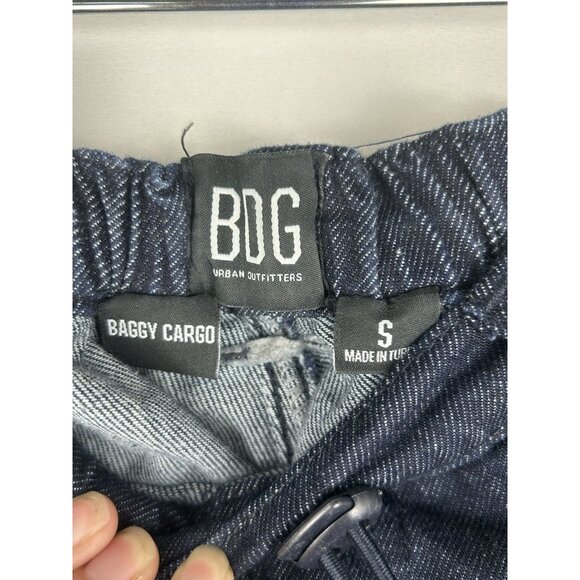 BDG
URBAN OUTFITTERS
BAGGY CARGO
S
MADE IN